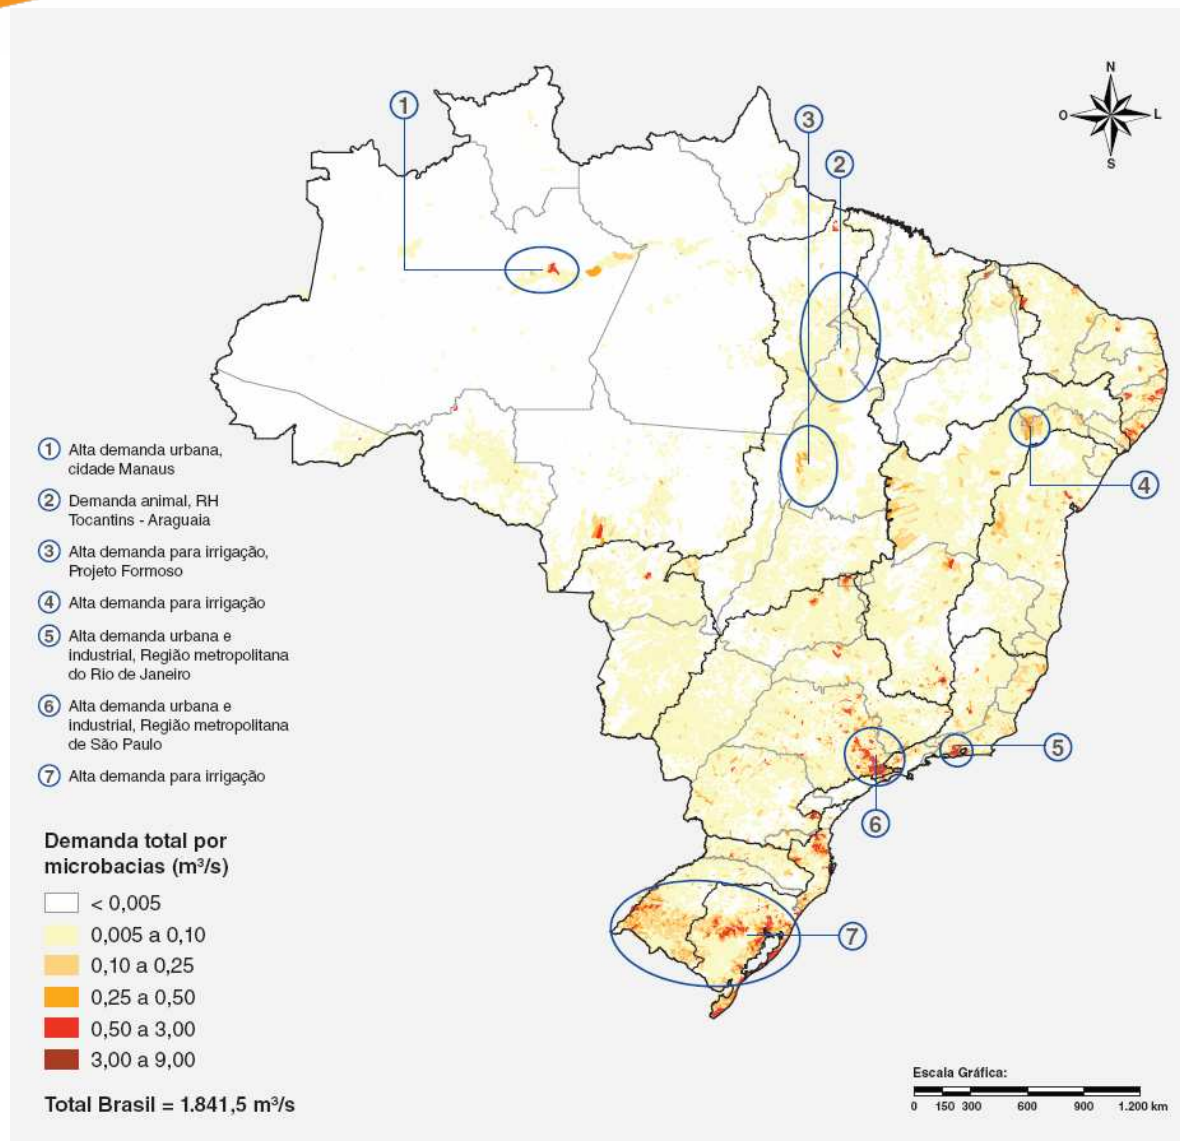 N
O
L
S
1
3
2
4
5
6
7
1 Alta demanda urbana,
cidade Manaus
2 Demanda animal, RH
Tocantins - Araguaia
3 Alta demanda para irrigação,
Projeto Formoso
4 Alta demanda para irrigação
5 Alta demanda urbana e
industrial, Região metropolitana
do Rio de Janeiro
6 Alta demanda urbana e
industrial, Região metropolitana
de São Paulo
7 Alta demanda para irrigação
Demanda total por
microbacias (m³/s)
< 0,005
0,005 a 0,10
0,10 a 0,25
0,25 a 0,50
0,50 a 3,00
3,00 a 9,00
Total Brasil = 1.841,5 m³/s
Escala Gráfica:
0 150 300 600 900 1.200 km